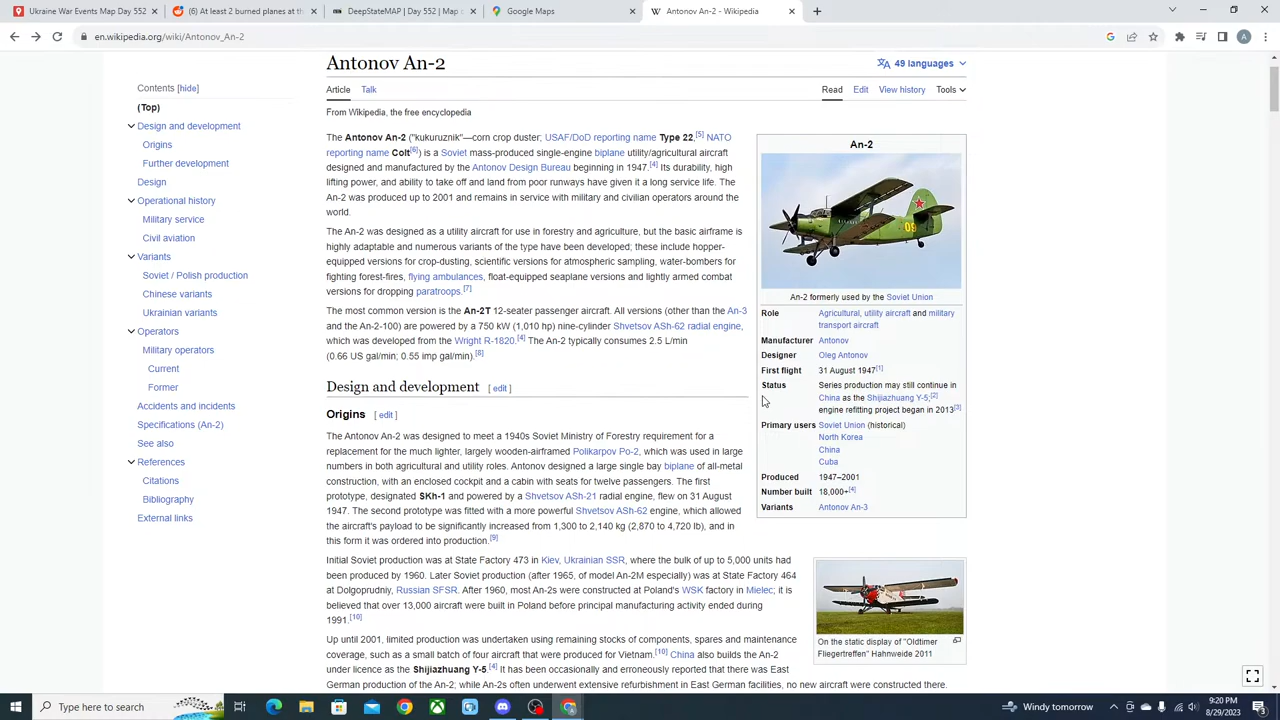 Ukraine War Events Map Day 552
(6) At least 2 burned planes at th
DeepStateMAP | Day 552 | Map c
Google Maps
Antonov An-2 - Wikipedia
en.wikipedia.org/wiki/Antonov_An-2
A
Antonov An-2
49 languages
Article Talk
Read Edit View history Tools
From Wikipedia, the free encyclopedia
Contents [hide]
(Top)
Design and development
Origins
Further development
Design
Operational history
Military service
Civil aviation
Variants
Soviet / Polish production
Chinese variants
Ukrainian variants
Operators
Military operators
Current
Former
Accidents and incidents
Specifications (An-2)
See also
References
Citations
Bibliography
External links
The Antonov An-2 ("kukuruznik"—corn crop duster; USAF/DoD reporting name Type 22,[5] NATO
reporting name Colt[6]) is a Soviet mass-produced single-engine biplane utility/agricultural aircraft
designed and manufactured by the Antonov Design Bureau beginning in 1947.[4] Its durability, high
lifting power, and ability to take off and land from poor runways have given it a long service life. The
An-2 was produced up to 2001 and remains in service with military and civilian operators around the
world.
The An-2 was designed as a utility aircraft for use in forestry and agriculture, but the basic airframe is
highly adaptable and numerous variants of the type have been developed; these include hopper-
equipped versions for crop-dusting, scientific versions for atmospheric sampling, water-bombers for
fighting forest-fires, flying ambulances, float-equipped seaplane versions and lightly armed combat
versions for dropping paratroops.[7]
The most common version is the An-2T 12-seater passenger aircraft. All versions (other than the An-3
and the An-2-100) are powered by a 750 kW (1,010 hp) nine-cylinder Shvetsov ASh-62 radial engine,
which was developed from the Wright R-1820.[4] The An-2 typically consumes 2.5 L/min
(0.66 US gal/min; 0.55 imp gal/min).[8]
Design and development [ edit ]
Origins [ edit ]
The Antonov An-2 was designed to meet a 1940s Soviet Ministry of Forestry requirement for a
replacement for the much lighter, largely wooden-airframed Polikarpov Po-2, which was used in large
numbers in both agricultural and utility roles. Antonov designed a large single bay biplane of all-metal
construction, with an enclosed cockpit and a cabin with seats for twelve passengers. The first
prototype, designated SKh-1 and powered by a Shvetsov ASh-21 radial engine, flew on 31 August
1947. The second prototype was fitted with a more powerful Shvetsov ASh-62 engine, which allowed
the aircraft's payload to be significantly increased from 1,300 to 2,140 kg (2,870 to 4,720 lb), and in
this form it was ordered into production.[9]
Initial Soviet production was at State Factory 473 in Kiev, Ukrainian SSR, where the bulk of up to 5,000 units had
been produced by 1960. Later Soviet production (after 1965, of model An-2M especially) was at State Factory 464
at Dolgoprudniy, Russian SFSR. After 1960, most An-2s were constructed at Poland's WSK factory in Mielec; it is
believed that over 13,000 aircraft were built in Poland before principal manufacturing activity ended during
1991.[10]
Up until 2001, limited production was undertaken using remaining stocks of components, spares and maintenance
coverage, such as a small batch of four aircraft that were produced for Vietnam.[10] China also builds the An-2
under licence as the Shijiazhuang Y-5.[4] It has been occasionally and erroneously reported that there was East
German production of the An-2; while An-2s often underwent extensive refurbishment in East German facilities, no new aircraft were constructed there.
An-2
09
An-2 formerly used by the Soviet Union
Role Agricultural, utility aircraft and military
transport aircraft
Manufacturer Antonov
Designer Oleg Antonov
First flight 31 August 1947[1]
Status Series production may still continue in
China as the Shijiazhuang Y-5;[2]
engine refitting project began in 2013[3]
Primary users Soviet Union (historical)
North Korea
China
Cuba
Produced 1947–2001
Number built 18,000+[4]
Variants Antonov An-3
On the static display of "Oldtimer
Fliegertreffen" Hahnweide 2011
Type here to search
Windy tomorrow
9:20 PM
8/29/2023